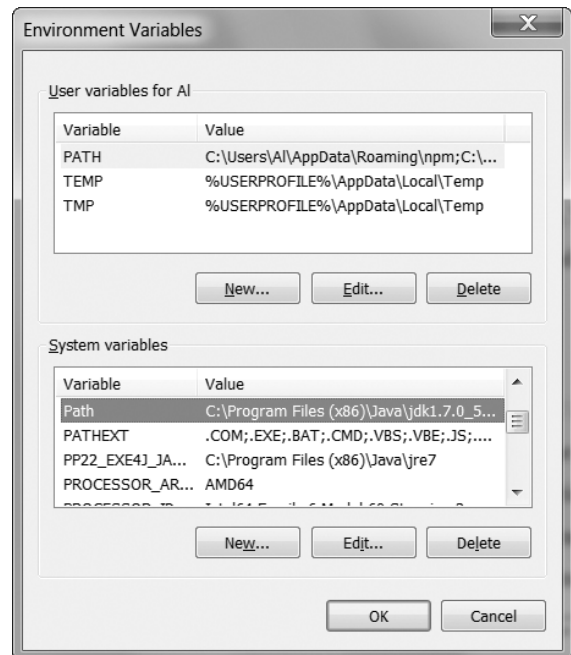 Environment Variables
User variables for Al
Variable Value
PATH C:\Users\Al\AppData\Roaming\npm;C:\...
TEMP %USERPROFILE%\AppData\Local\Temp
TMP %USERPROFILE%\AppData\Local\Temp
New... Edit... Delete
System variables
Variable Value
Path C:\Program Files (x86)\Java\jdk1.7.0_5...
PATHEXT .COM;.EXE;.BAT;.CMD;.VBS;.VBE;.JS;....
PP22_EXE4J_JA... C:\Program Files (x86)\Java\jre7
PROCESSOR_AR... AMD64
New... Edit... Delete
OK Cancel